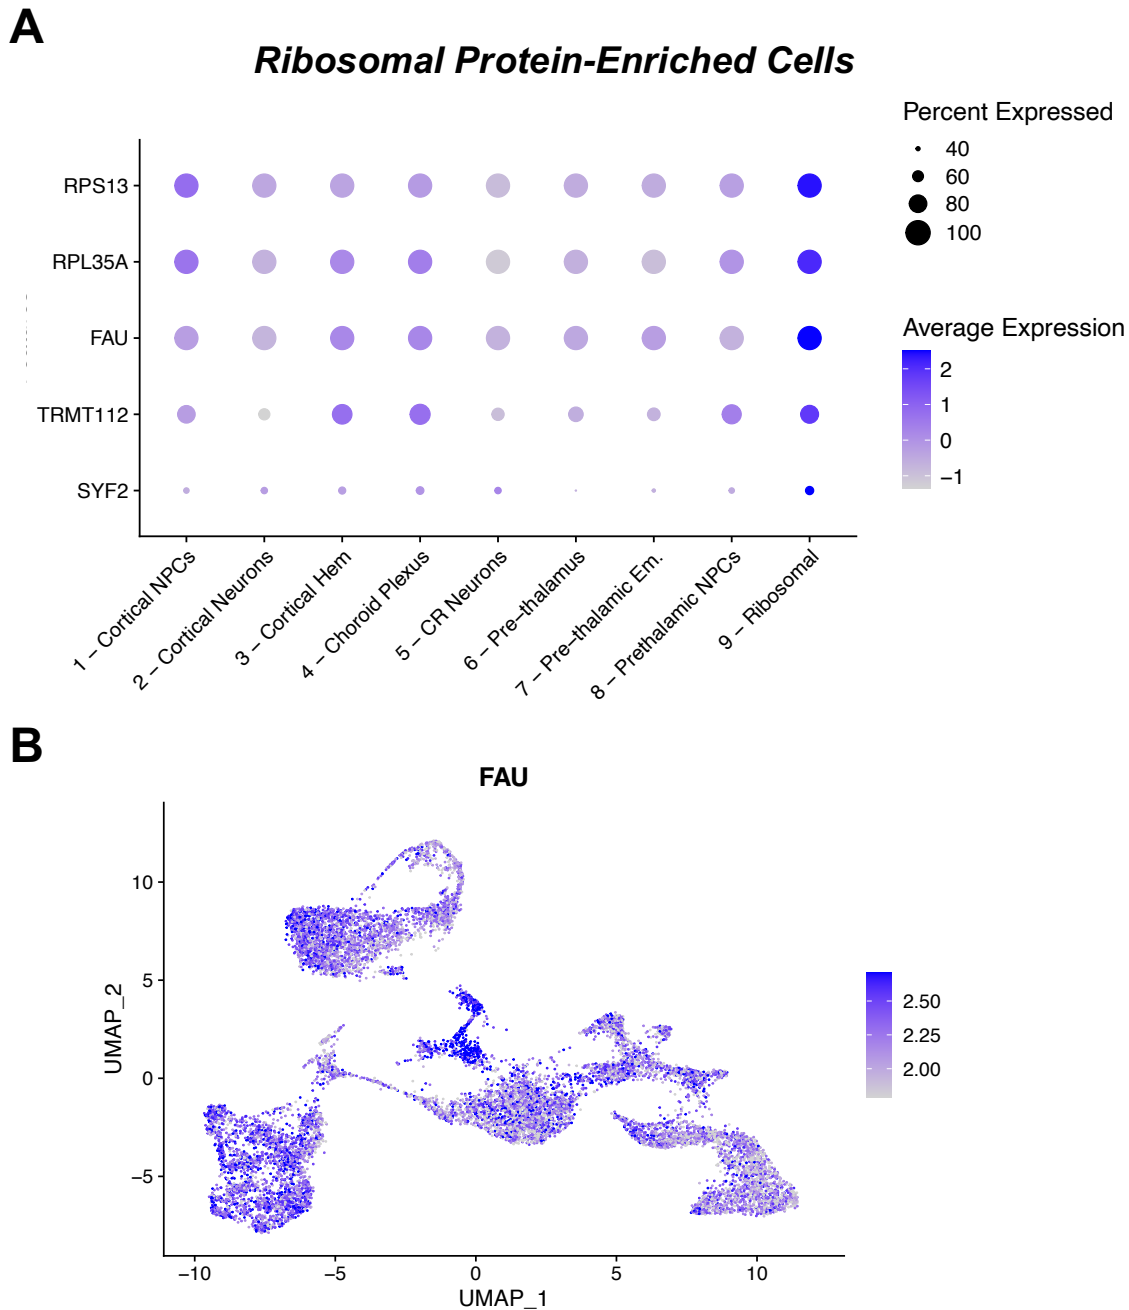 A
Ribosomal Protein-Enriched Cells
RPS13
RPL35A
FAU
TRMT112
SYF2
1 – Cortical NPCs
2 – Cortical Neurons
3 – Cortical Hem
4 – Choroid Plexus
5 – CR Neurons
6 – Pre–thalamus
7 – Pre–thalamic Em.
8 – Prethalamic NPCs
9 – Ribosomal
Percent Expressed
40
60
80
100
Average Expression
2
1
0
−1
B
FAU
UMAP_2
10
5
0
−5
−10
−5
0
5
10
UMAP_1
2.50
2.25
2.00